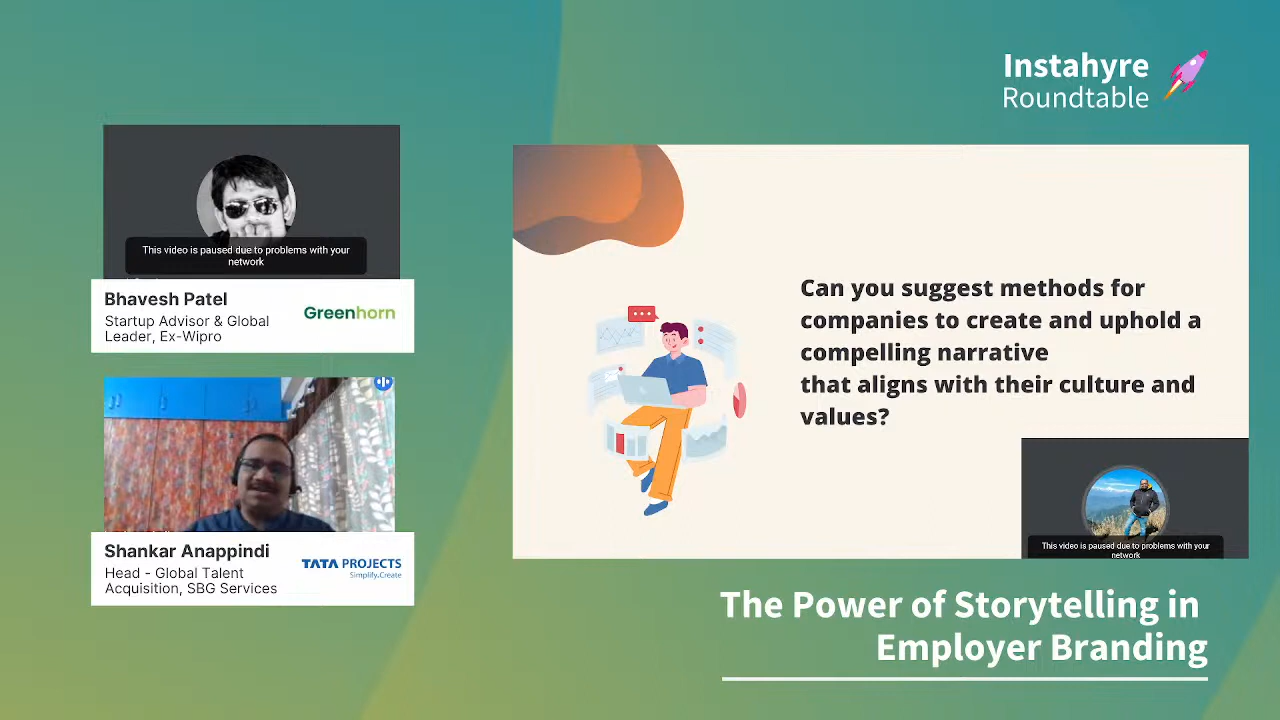 Instahyre
Roundtable
This video is paused due to problems with your
network
Bhavesh Patel
Startup Advisor & Global
Leader, Ex-Wipro
Greenhorn
Shankar Anappindi
Head - Global Talent
Acquisition, SBG Services
TATA PROJECTS
Simplify.Create
Can you suggest methods for
companies to create and uphold a
compelling narrative
that aligns with their culture and
values?
This video is paused due to problems with your
network
The Power of Storytelling in
Employer Branding